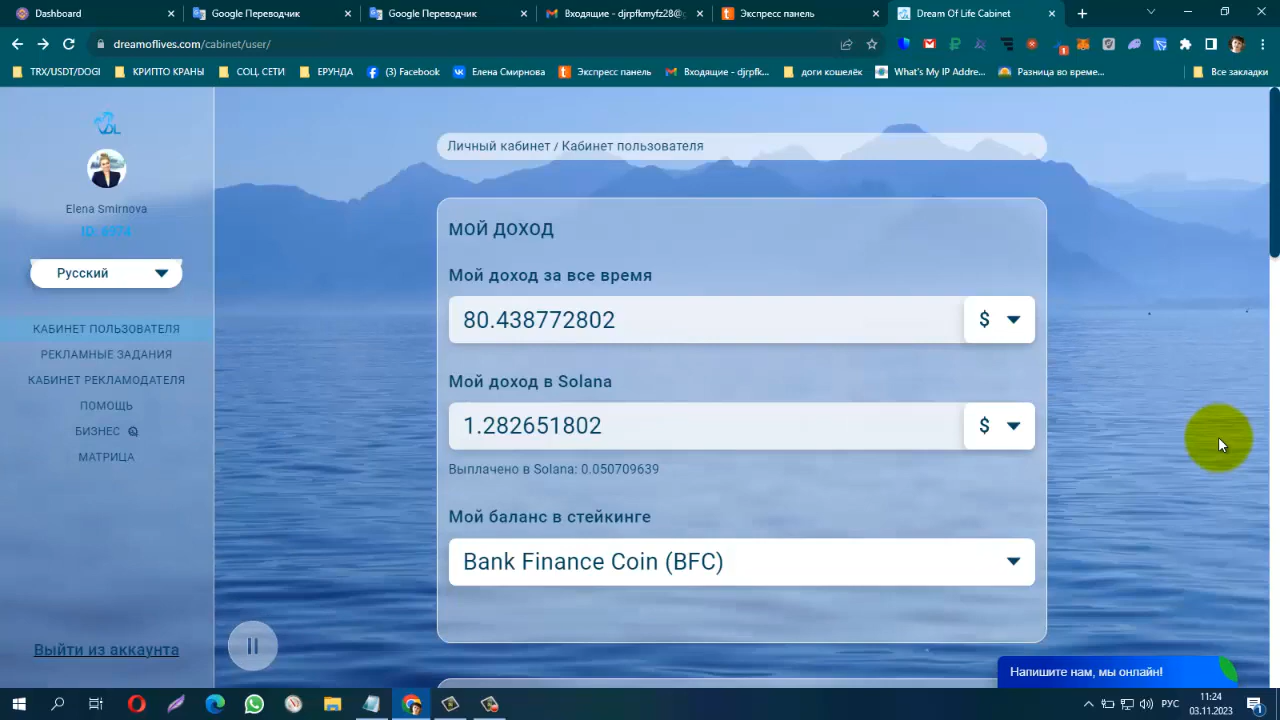 Dashboard
Google Переводчик
Google Переводчик
Входящие - djrpfkmyfz28@
Экспресс панель
Dream Of Life Cabinet
dreamoflives.com/cabinet/user/
TRX/USDT/DOGI
КРИПТО КРАНЫ
СОЦ. СЕТИ
ЕРУНДА
(3) Facebook
Елена Смирнова
Экспресс панель
Входящие - djrpfk...
доги кошелёк
What's My IP Addre...
Разница во време...
Все закладки
DL
Elena Smirnova
ID: 6974
Русский
КАБИНЕТ ПОЛЬЗОВАТЕЛЯ
РЕКЛАМНЫЕ ЗАДАНИЯ
КАБИНЕТ РЕКЛАМОДАТЕЛЯ
ПОМОЩЬ
БИЗНЕС
МАТРИЦА
Выйти из аккаунта
Личный кабинет / Кабинет пользователя
МОЙ ДОХОД
Мой доход за все время
80.438772802
$
Мой доход в Solana
1.282651802
$
Выплачено в Solana: 0.050709639
Мой баланс в стейкинге
Bank Finance Coin (BFC)
Напишите нам, мы онлайн!
РУС
11:24
03.11.2023
1